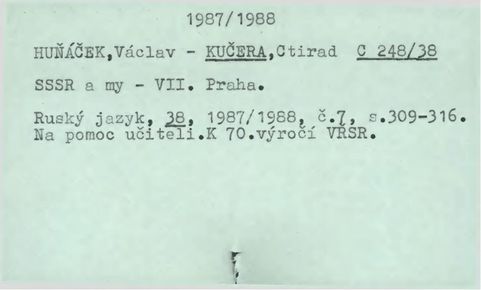 1987/1988
HUŇÁČEK,Václav - KUČERA,Ctirad C 248/38
SSSR a my - VII. Praha.
Ruský jazyk, 38, 1987/1988, č.7, s.309-316.
Na pomoc učiteli.K 70.výročí VŘSR.